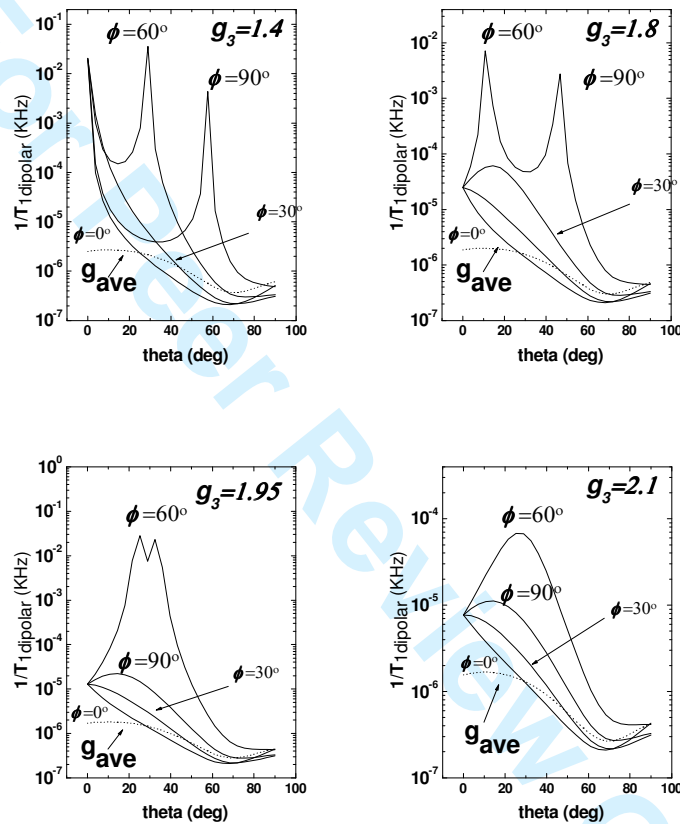 g3=1.4
ϕ=60°
ϕ=90°
ϕ=30°
ϕ=0°
gave
1/T1dipolar (KHz)
10-1
10-2
10-3
10-4
10-5
10-6
10-7
0 20 40 60 80 100
theta (deg)
g3=1.8
ϕ=60°
ϕ=90°
ϕ=30°
ϕ=0°
gave
1/T1dipolar (KHz)
10-2
10-3
10-4
10-5
10-6
10-7
0 20 40 60 80 100
theta (deg)
g3=1.95
ϕ=60°
ϕ=90°
ϕ=30°
ϕ=0°
gave
1/T1dipolar (KHz)
100
10-1
10-2
10-3
10-4
10-5
10-6
10-7
0 20 40 60 80 100
theta (deg)
g3=2.1
ϕ=60°
ϕ=90°
ϕ=30°
ϕ=0°
gave
1/T1dipolar (KHz)
10-4
10-5
10-6
10-7
0 20 40 60 80 100
theta (deg)
For Peer Review